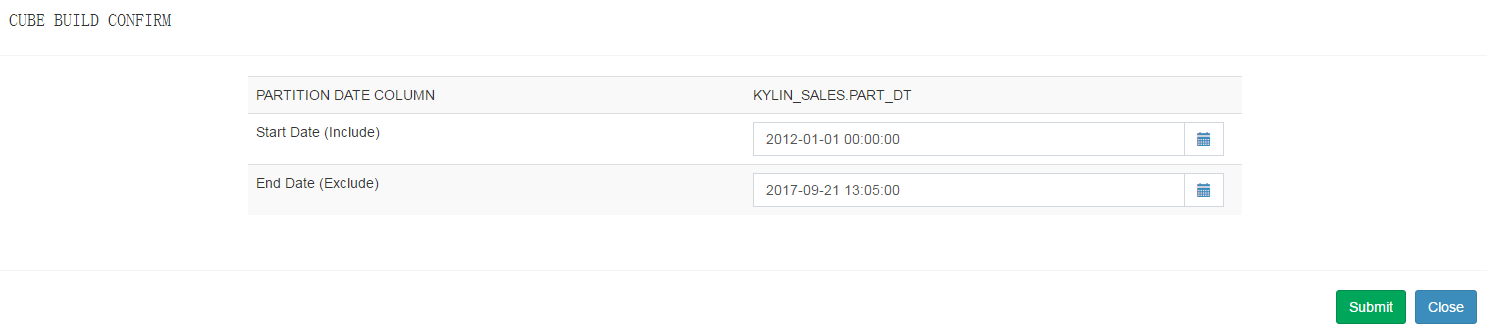 CUBE BUILD CONFIRM
PARTITION DATE COLUMN KYLIN_SALES.PART_DT
Start Date (Include) 2012-01-01 00:00:00
End Date (Exclude) 2017-09-21 13:05:00
Submit Close